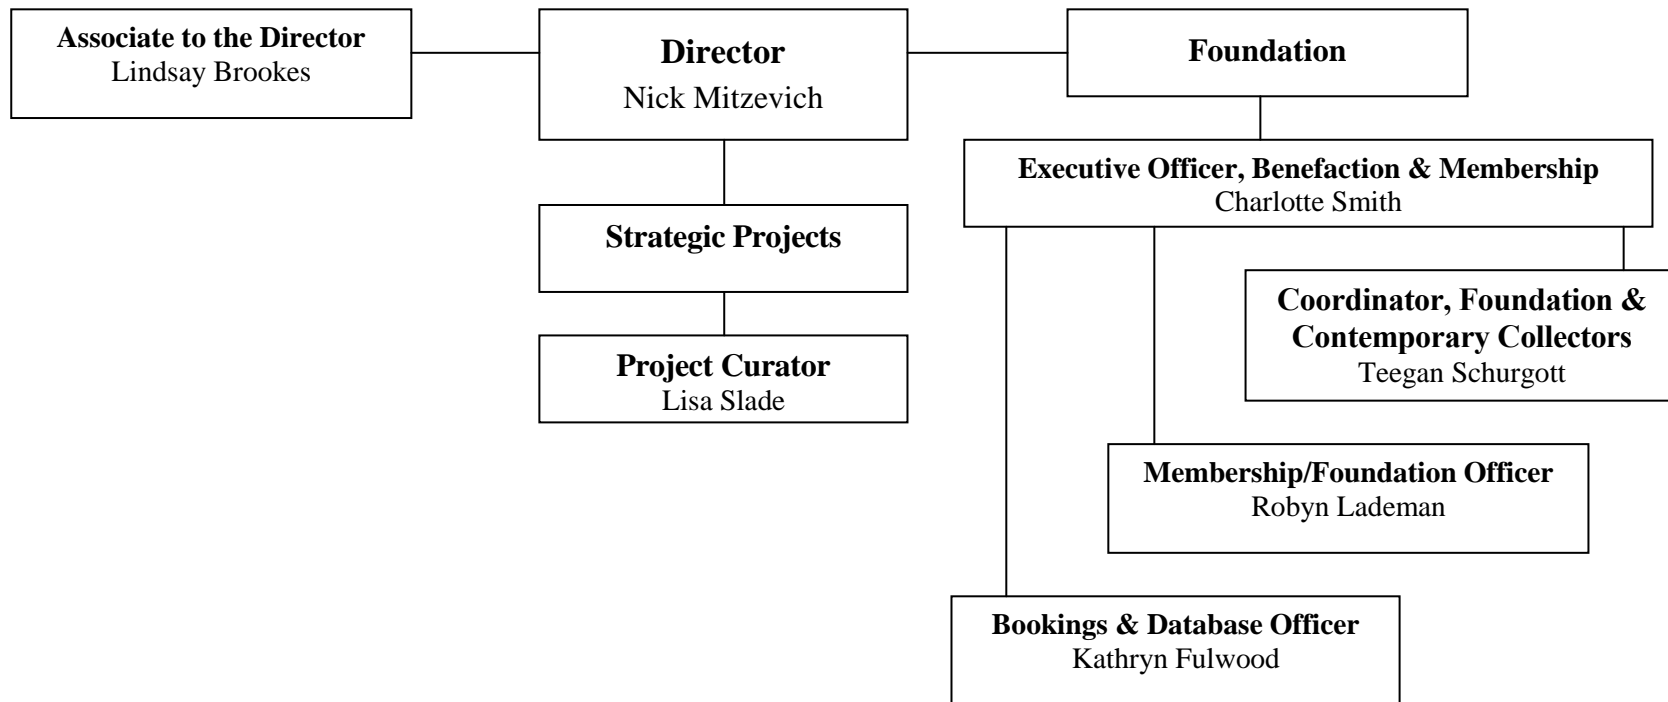 Associate to the Director
Lindsay Brookes
Director
Nick Mitzevich
Foundation
Executive Officer, Benefaction & Membership
Charlotte Smith
Strategic Projects
Coordinator, Foundation &
Contemporary Collectors
Teegan Schurgott
Project Curator
Lisa Slade
Membership/Foundation Officer
Robyn Lademan
Bookings & Database Officer
Kathryn Fulwood